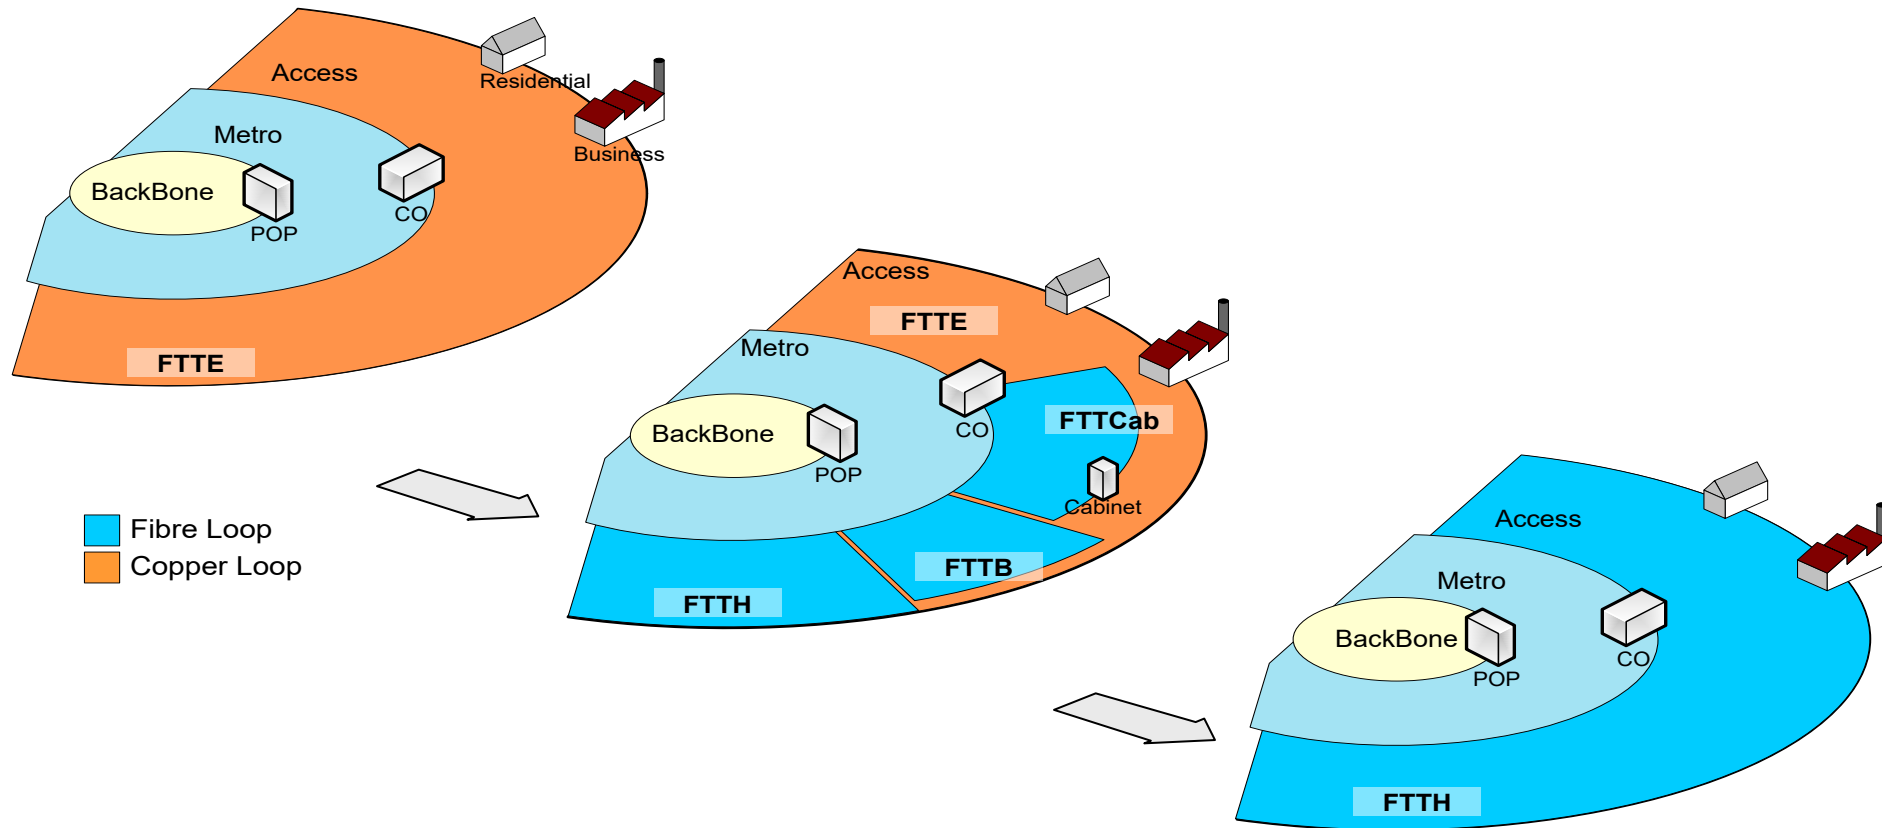 Access
Residential
Metro
Business
BackBone
CO
POP
FTTE
Access
FTTE
Metro
FTTCab
BackBone
CO
POP
Cabinet
FTTB
FTTH
Fibre Loop
Copper Loop
Access
Metro
BackBone
CO
POP
FTTH